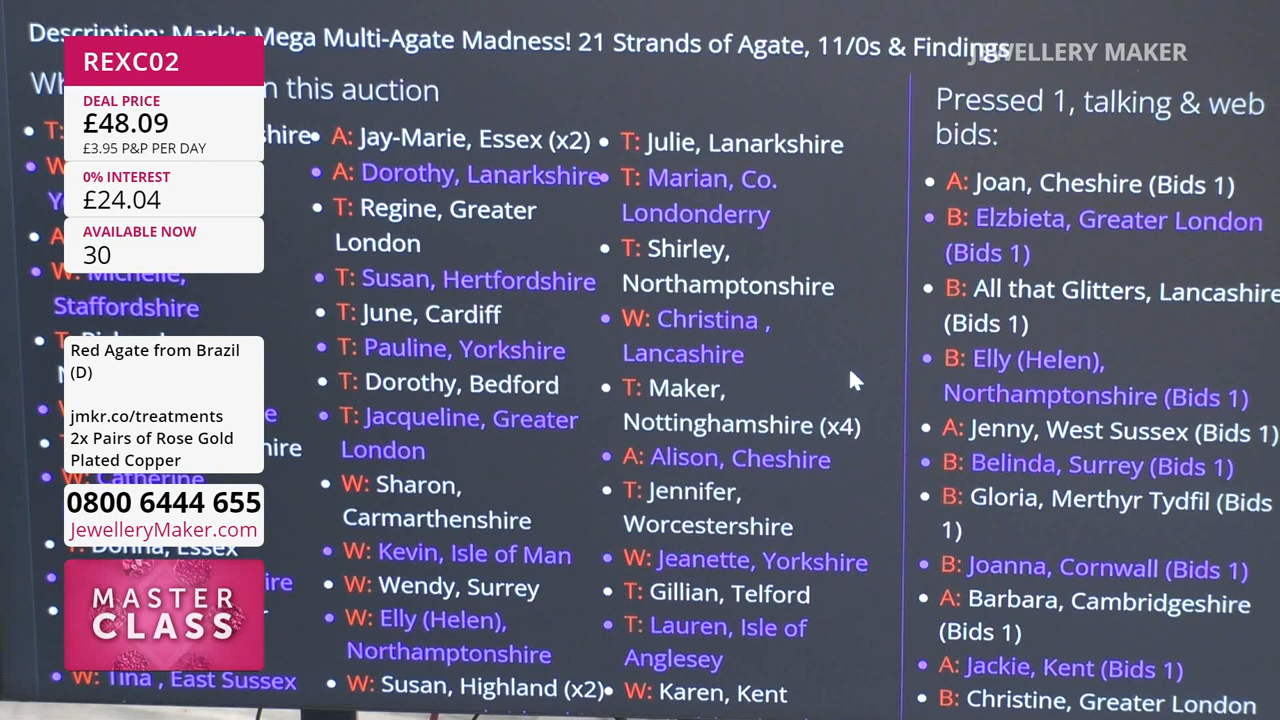 Description: Mark's Mega Multi-Agate Madness! 21 Strands of Agate, 11/0s & Findings
JEWELLERY MAKER
REXC02
DEAL PRICE
£48.09
£3.95 P&P PER DAY
0% INTEREST
£24.04
AVAILABLE NOW
30
Red Agate from Brazil
(D)
jmkr.co/treatments
2x Pairs of Rose Gold
Plated Copper
0800 6444 655
JewelleryMaker.com
MASTER
CLASS
in this auction
T:
W:
W: Michelle,
Staffordshire
W: Catherine
T: Donna, Essex
W: Tina , East Sussex
A: Jay-Marie, Essex (x2)
A: Dorothy, Lanarkshire
T: Regine, Greater
London
T: Susan, Hertfordshire
T: June, Cardiff
T: Pauline, Yorkshire
T: Dorothy, Bedford
T: Jacqueline, Greater
London
W: Sharon,
Carmarthenshire
W: Kevin, Isle of Man
W: Wendy, Surrey
W: Elly (Helen),
Northamptonshire
W: Susan, Highland (x2)
T: Julie, Lanarkshire
T: Marian, Co.
Londonderry
T: Shirley,
Northamptonshire
W: Christina ,
Lancashire
T: Maker,
Nottinghamshire (x4)
A: Alison, Cheshire
T: Jennifer,
Worcestershire
W: Jeanette, Yorkshire
T: Gillian, Telford
T: Lauren, Isle of
Anglesey
W: Karen, Kent
Pressed 1, talking & web
bids:
A: Joan, Cheshire (Bids 1)
B: Elzbieta, Greater London
(Bids 1)
B: All that Glitters, Lancashire
(Bids 1)
B: Elly (Helen),
Northamptonshire (Bids 1)
A: Jenny, West Sussex (Bids 1)
B: Belinda, Surrey (Bids 1)
B: Gloria, Merthyr Tydfil (Bids
1)
B: Joanna, Cornwall (Bids 1)
A: Barbara, Cambridgeshire
(Bids 1)
A: Jackie, Kent (Bids 1)
B: Christine, Greater London